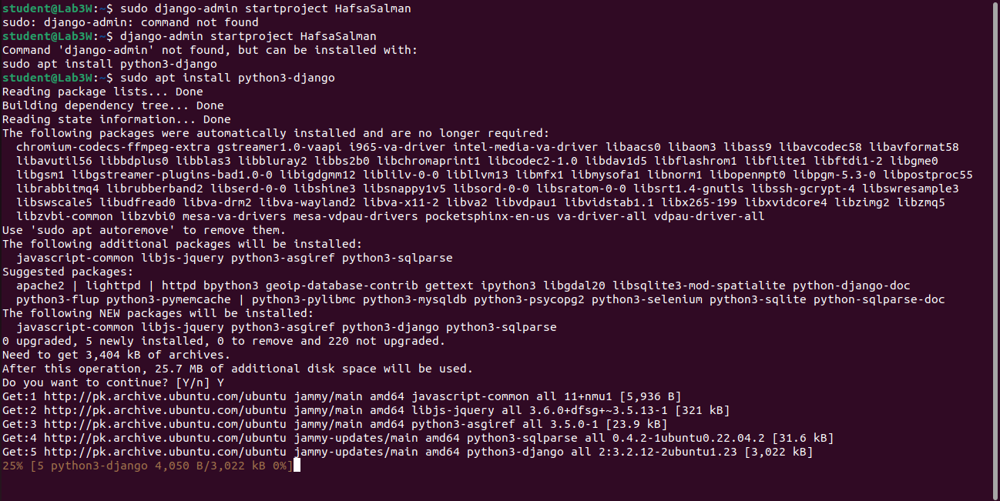 student@Lab3W:~$ sudo django-admin startproject HafsaSalman
sudo: django-admin: command not found
student@Lab3W:~$ django-admin startproject HafsaSalman
Command 'django-admin' not found, but can be installed with:
sudo apt install python3-django
student@Lab3W:~$ sudo apt install python3-django
Reading package lists... Done
Building dependency tree... Done
Reading state information... Done
The following packages were automatically installed and are no longer required:
  chromium-codecs-ffmpeg-extra gstreamer1.0-vaapi i965-va-driver intel-media-va-driver libaacs0 libaom3 libass9 libavcodec58 libavformat58
  libavutil56 libbdplus0 libblas3 libbluray2 libbs2b0 libchromaprint1 libcodec2-1.0 libdav1d5 libflashrom1 libflite1 libftdi1-2 libgme0
  libgsm1 libgstreamer-plugins-bad1.0-0 libigdgmm12 liblilv-0-0 libllvm13 libmfx1 libmysofa1 libnorm1 libopenmpt0 libpgm-5.3-0 libpostproc55
  librabbitmq4 librubberband2 libserd-0-0 libshine3 libsnappy1v5 libsord-0-0 libsratom-0-0 libsrt1.4-gnutls libssh-gcrypt-4 libswresample3
  libswscale5 libudfread0 libva-drm2 libva-wayland2 libva-x11-2 libva2 libvdpau1 libvidstab1.1 libx265-199 libxvidcore4 libzimg2 libzmq5
  libzvbi-common libzvbi0 mesa-va-drivers mesa-vdpau-drivers pocketsphinx-en-us va-driver-all vdpau-driver-all
Use 'sudo apt autoremove' to remove them.
The following additional packages will be installed:
  javascript-common libjs-jquery python3-asgiref python3-sqlparse
Suggested packages:
  apache2 | lighttpd | httpd bpython3 geoip-database-contrib gettext ipython3 libgdal20 libsqlite3-mod-spatialite python-django-doc
  python3-flup python3-pymemcache | python3-pylibmc python3-mysqldb python3-psycopg2 python3-selenium python3-sqlite python-sqlparse-doc
The following NEW packages will be installed:
  javascript-common libjs-jquery python3-asgiref python3-django python3-sqlparse
0 upgraded, 5 newly installed, 0 to remove and 220 not upgraded.
Need to get 3,404 kB of archives.
After this operation, 25.7 MB of additional disk space will be used.
Do you want to continue? [Y/n] Y
Get:1 http://pk.archive.ubuntu.com/ubuntu jammy/main amd64 javascript-common all 11+nmu1 [5,936 B]
Get:2 http://pk.archive.ubuntu.com/ubuntu jammy/main amd64 libjs-jquery all 3.6.0+dfsg+~3.5.13-1 [321 kB]
Get:3 http://pk.archive.ubuntu.com/ubuntu jammy/main amd64 python3-asgiref all 3.5.0-1 [23.9 kB]
Get:4 http://pk.archive.ubuntu.com/ubuntu jammy-updates/main amd64 python3-sqlparse all 0.4.2-1ubuntu0.22.04.2 [31.6 kB]
Get:5 http://pk.archive.ubuntu.com/ubuntu jammy-updates/main amd64 python3-django all 2:3.2.12-2ubuntu1.23 [3,022 kB]
25% [5 python3-django 4,050 B/3,022 kB 0%]